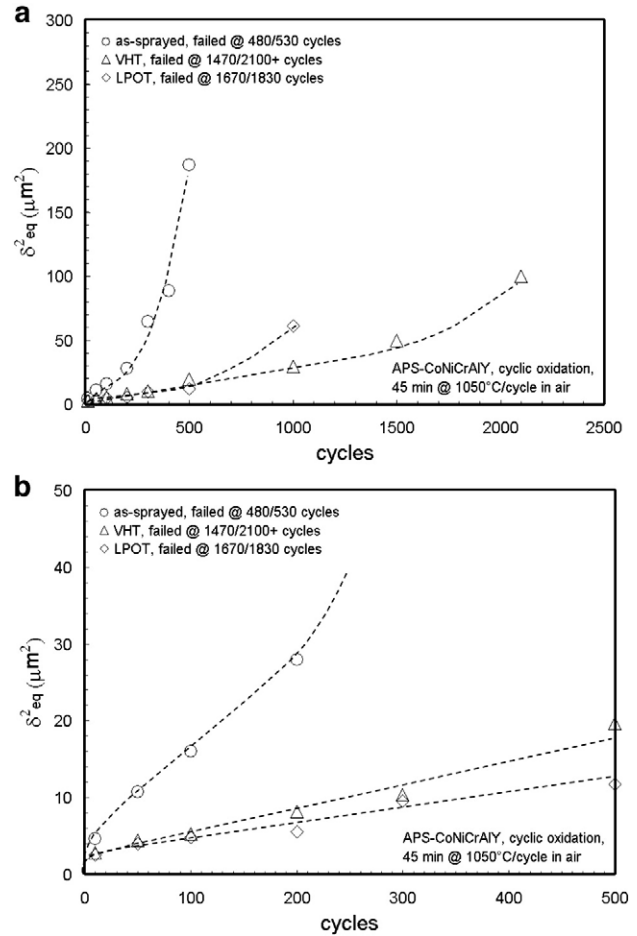 a
300
○ as-sprayed, failed @ 480/530 cycles
△ VHT, failed @ 1470/2100+ cycles
◇ LPOT, failed @ 1670/1830 cycles
250
200
δ²eq (μm²)
150
100
50
APS-CoNiCrAlY, cyclic oxidation,
45 min @ 1050°C/cycle in air
0
0 500 1000 1500 2000 2500
cycles
b
50
○ as-sprayed, failed @ 480/530 cycles
△ VHT, failed @ 1470/2100+ cycles
◇ LPOT, failed @ 1670/1830 cycles
40
30
δ²eq (μm²)
20
10
APS-CoNiCrAlY, cyclic oxidation,
45 min @ 1050°C/cycle in air
0
0 100 200 300 400 500
cycles